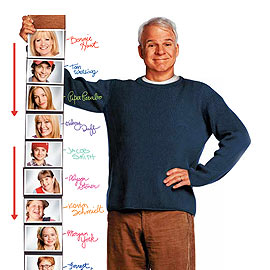 Bonnie
Hunt
Tom
Welling
Piper Perabo
Hilary
Duff
JACOB
SMITH
Alyson
Stoner
Kevin
Schmidt
Morgan
York
Forrest